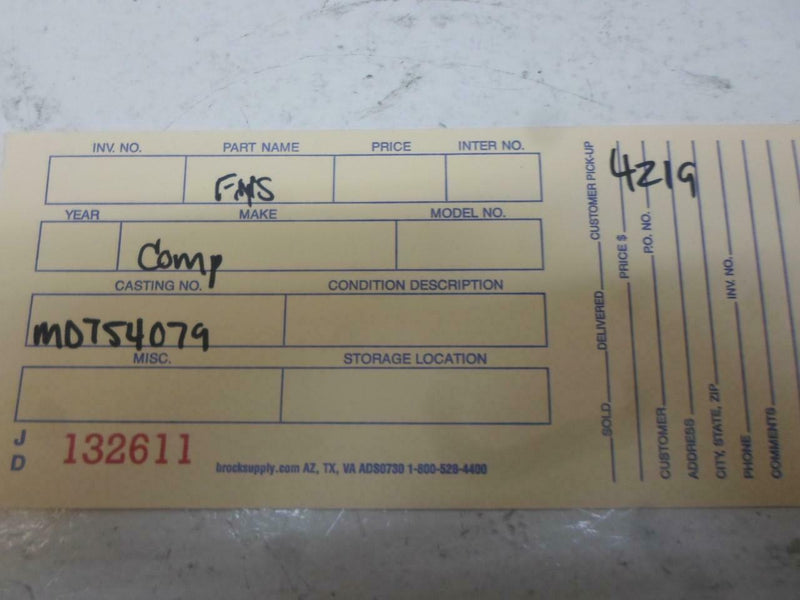 INV. NO. PART NAME PRICE INTER NO.
YEAR MAKE MODEL NO.
Comp
CASTING NO. CONDITION DESCRIPTION
MDT54079
MISC. STORAGE LOCATION
J
D
132611
brocksupply.com AZ, TX, VA ADS0730 1-800-528-4400
SOLD DELIVERED CUSTOMER PICK-UP
PRICE $
4219
CUSTOMER P.O. NO.
ADDRESS
CITY, STATE, ZIP
PHONE INV. NO.
COMMENTS